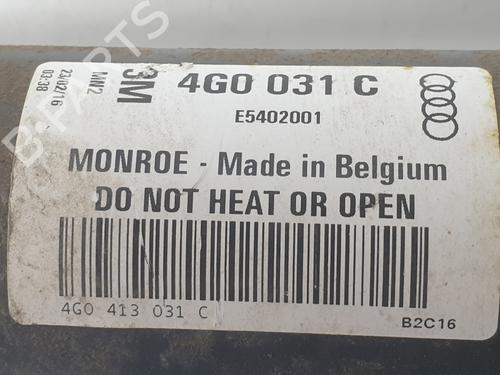 03:38
23/02/16
MM2
3M
4G0 031 C
E5402001
MONROE - Made in Belgium
DO NOT HEAT OR OPEN
4G0 413 031 C
B2C16
B-PARTS